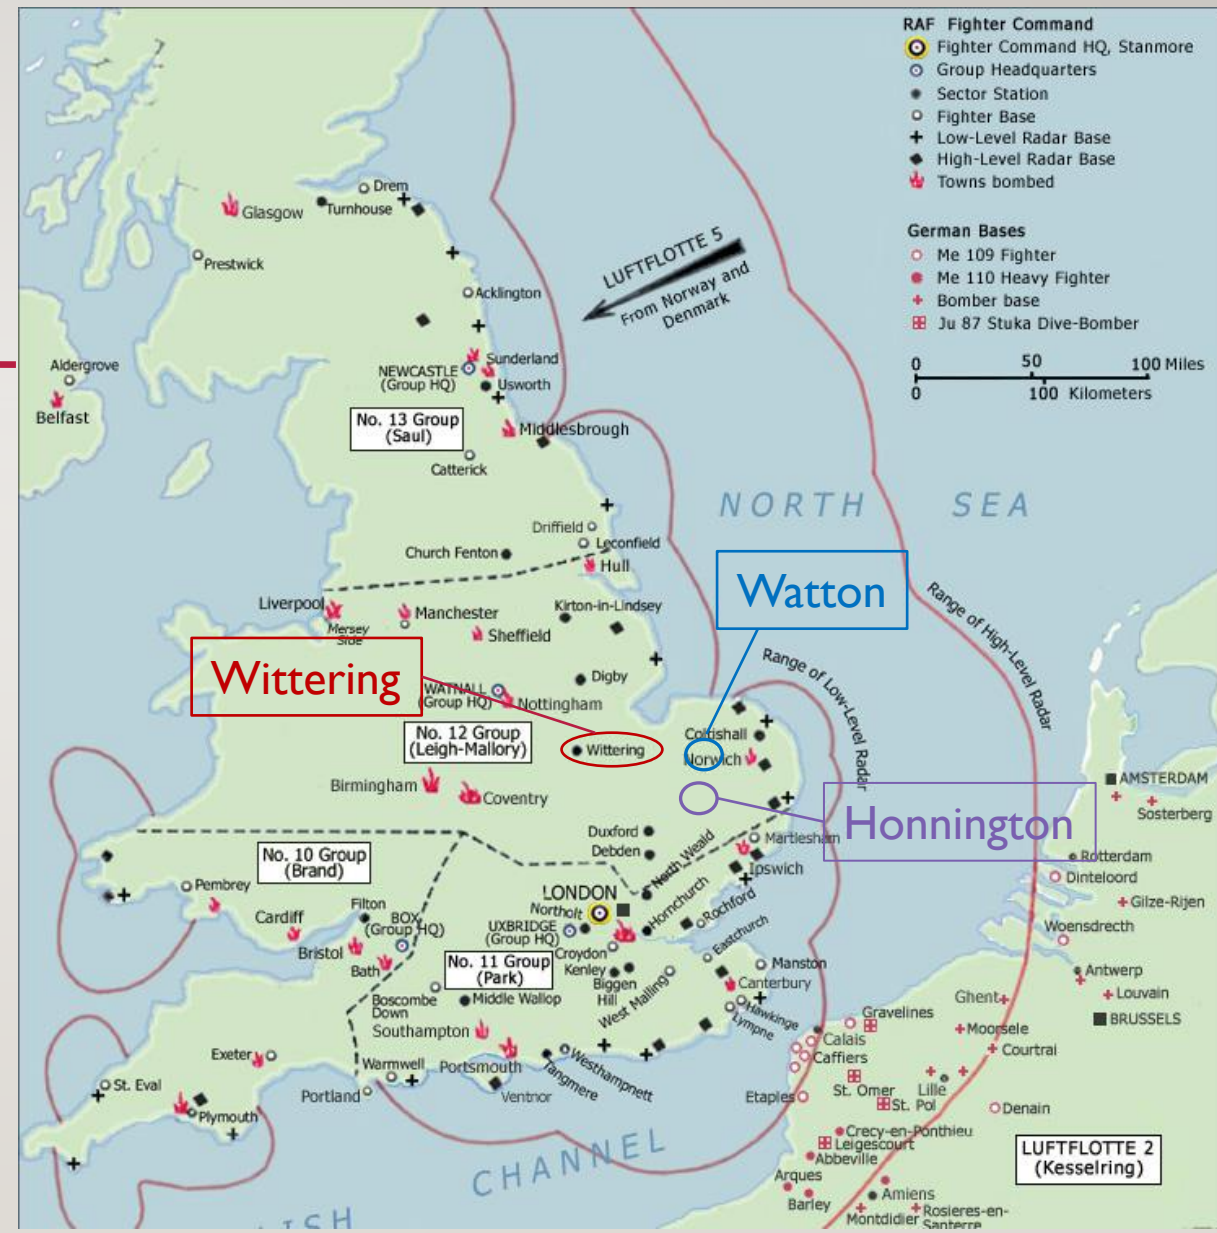 RAF Fighter Command
Fighter Command HQ, Stanmore
Group Headquarters
Sector Station
Fighter Base
Low-Level Radar Base
High-Level Radar Base
Towns bombed
German Bases
Me 109 Fighter
Me 110 Heavy Fighter
Bomber base
Ju 87 Stuka Dive-Bomber
0 50 100 Miles
0 100 Kilometers
Drem
Turnhouse
Glasgow
Prestwick
LUFTFLOTTE 5
From Norway and
Denmark
Acklington
Aldergrove
Belfast
Sunderland
NEWCASTLE
(Group HQ)
Usworth
No. 13 Group
(Saul)
Middlesbrough
Catterick
NORTH SEA
Driffield
Leconfield
Church Fenton
Hull
Watton
Range of High-Level Radar
Liverpool
Mersey
Side
Manchester
Kirton-in-Lindsey
Sheffield
Wittering
Range of Low-Level Radar
Digby
WATNALL
(Group HQ)
Nottingham
No. 12 Group
(Leigh-Mallory)
Wittering
Coltishall
Norwich
Birmingham
Coventry
Honnington
AMSTERDAM
Sosterberg
Duxford
Debden
North Weald
Martlesham
Ipswich
No. 10 Group
(Brand)
Pembrey
Cardiff
Filton
BOX
(Group HQ)
Bristol
Bath
LONDON
Northolt
UXBRIDGE
(Group HQ)
Hornchurch
Rochford
Rotterdam
Dinteloord
Gilze-Rijen
Woensdrecth
No. 11 Group
(Park)
Croydon
Kenley
Biggen
Hill
West Malling
Eastchurch
Manston
Canterbury
Hawkinge
Lympne
Antwerp
Louvain
BRUSSELS
Ghent
Boscombe
Down
Middle Wallop
Southampton
Gravelines
Moorsele
Courtrai
Calais
Caffiers
Exeter
Warmwell
Portsmouth
Westhampnett
Tangmere
St. Eval
Portland
Ventnor
Plymouth
Etaples
St. Omer
Lille
St. Pol
Denain
Crecy-en-Ponthieu
Leigescourt
Abbeville
LUFTFLOTTE 2
(Kesselring)
Arques
Barley
Amiens
Montdidier
Rosieres-en-
Santerre
CHANNEL